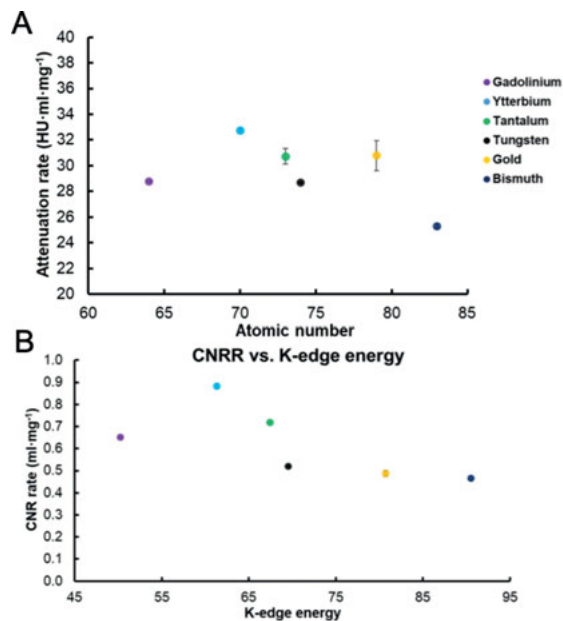 A
Attenuation rate (HU·ml·mg⁻¹)
40
38
36
34
32
30
28
26
24
22
20
60
65
70
75
80
85
Atomic number
Gadolinium
Ytterbium
Tantalum
Tungsten
Gold
Bismuth
B
CNRR vs. K-edge energy
CNR rate (ml·mg⁻¹)
1.0
0.9
0.8
0.7
0.6
0.5
0.4
0.3
0.2
0.1
0.0
45
55
65
75
85
95
K-edge energy